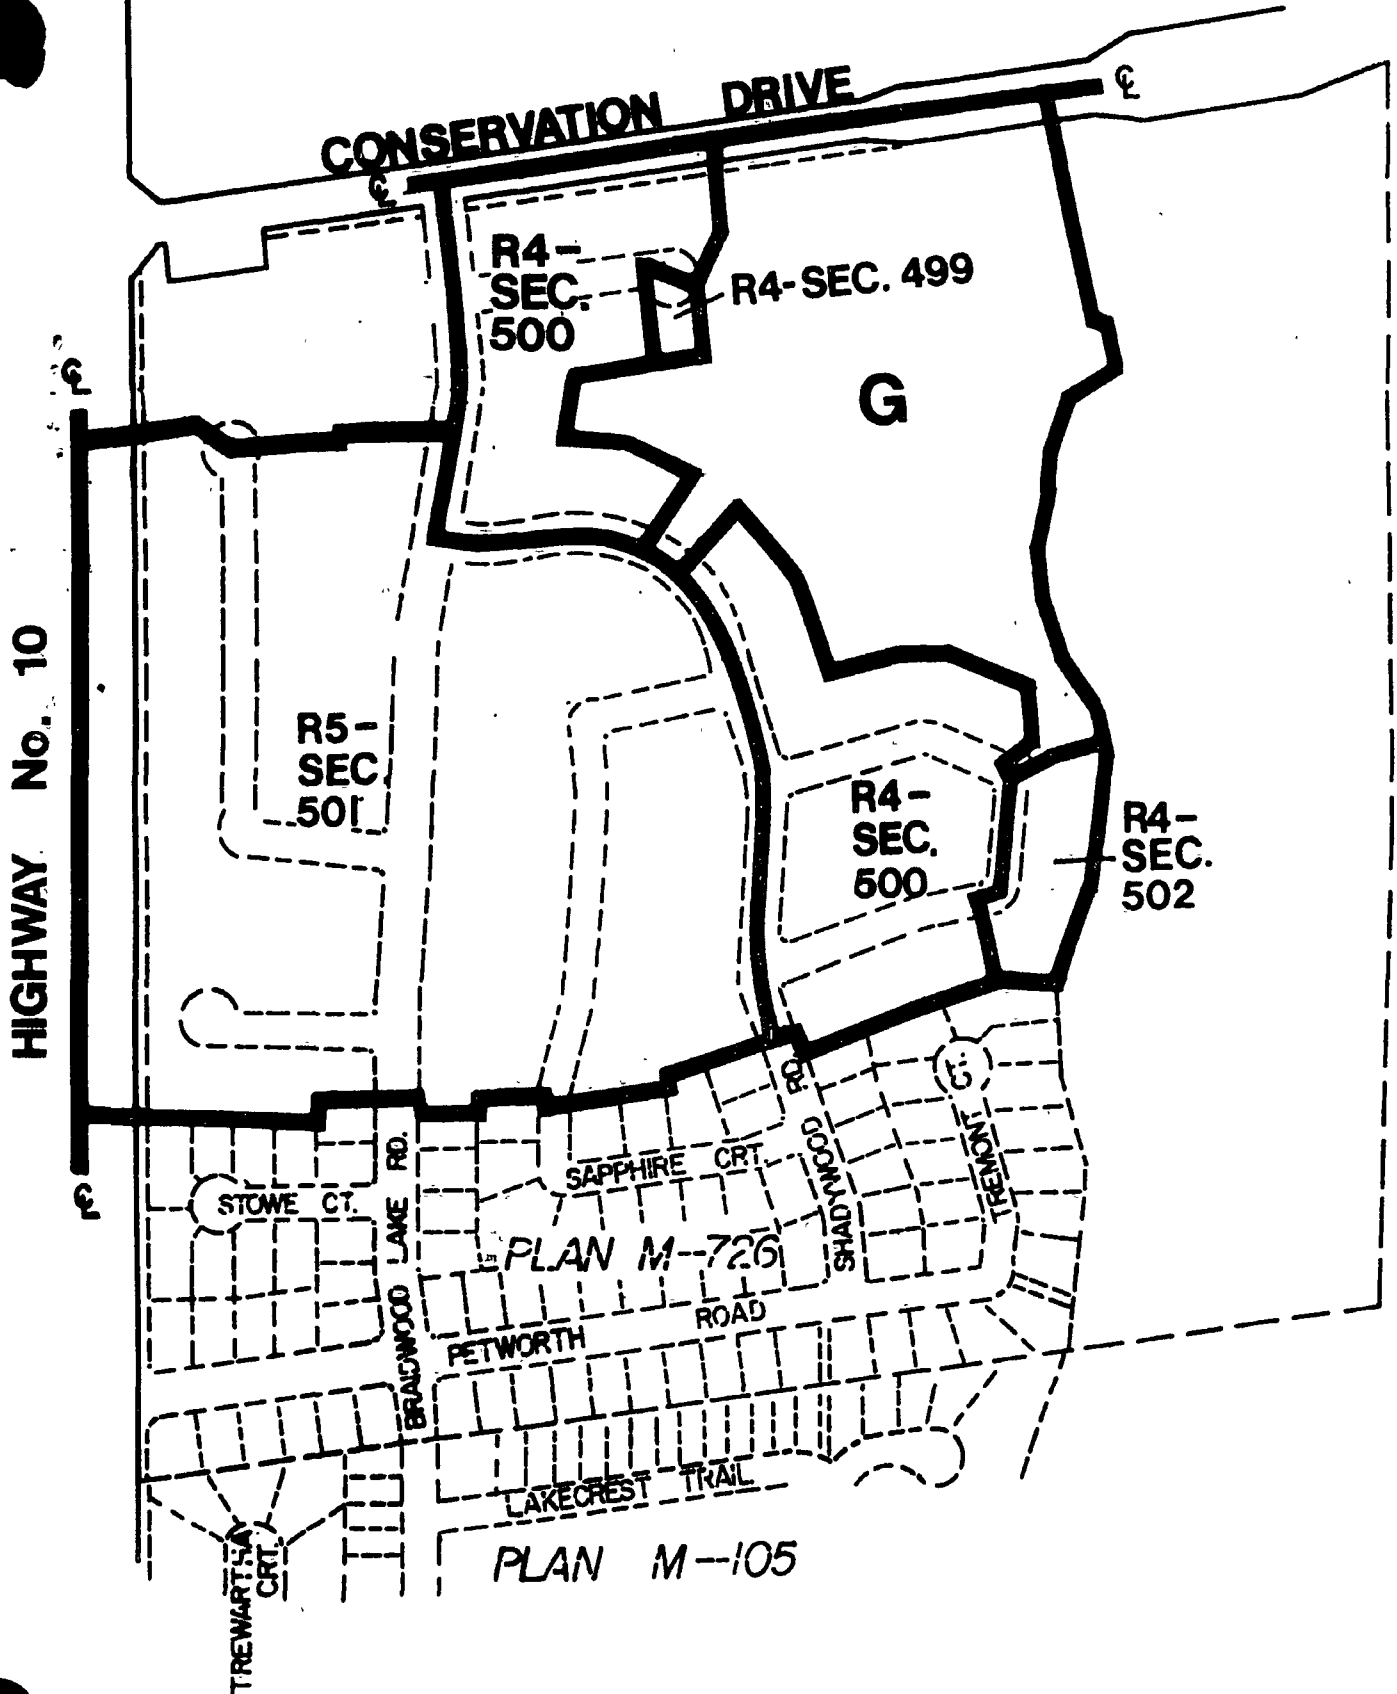 CONSERVATION DRIVE
℄
℄
R4-
SEC.
500
R4-SEC. 499
G
℄
HIGHWAY No. 10
R5-
SEC.
501
R4-
SEC.
500
R4-
SEC.
502
℄
RD.
SHADYWOOD
CT.
TREMONT
STOWE CT.
BRAIDWOOD LAKE RD.
SAPPHIRE CRT.
PLAN M-726
PETWORTH ROAD
LAKECREST TRAIL
PLAN M-105
TREWARTHA
CRT.